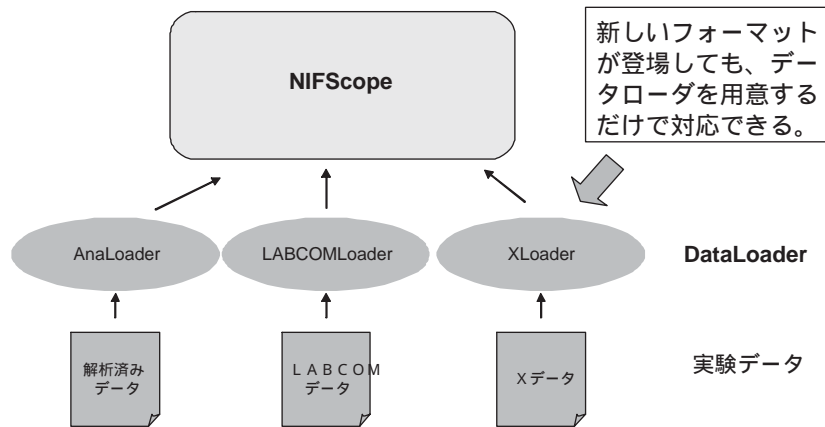 NIFScope
新しいフォーマット
が登場しても、デー
タローダを用意する
だけで対応できる。
AnaLoader
LABCOMLoader
XLoader
DataLoader
解析済み
データ
ＬＡＢＣＯＭ
データ
Ｘデータ
実験データ